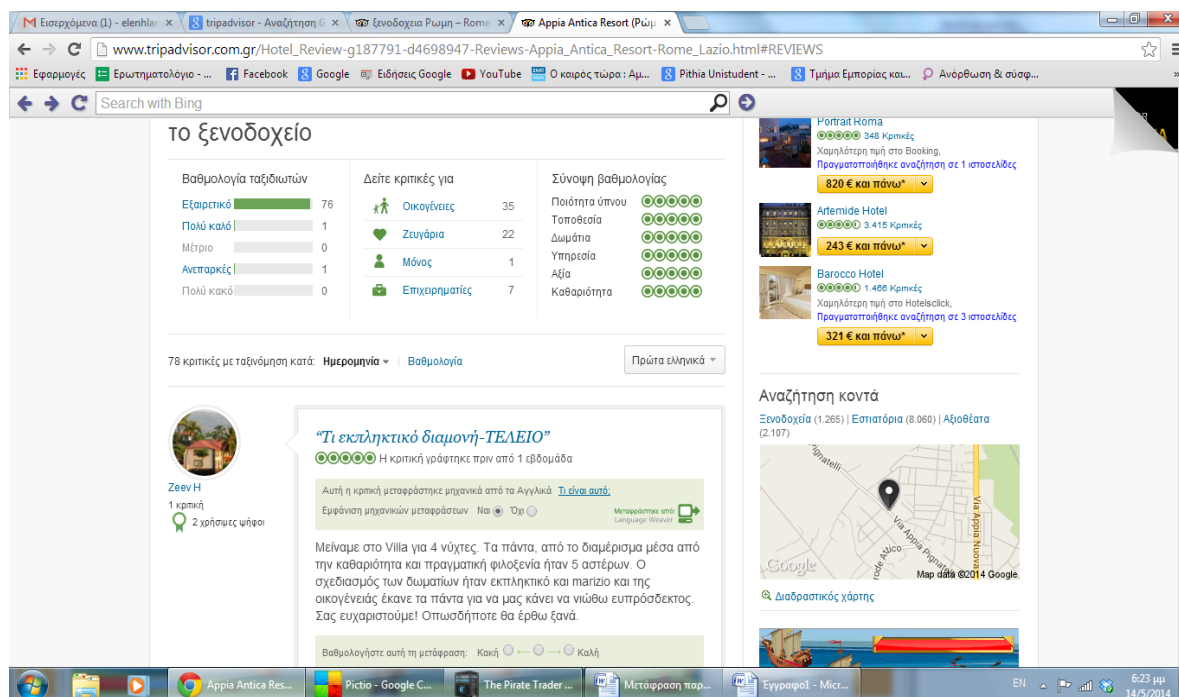 Εισερχόμενα (1) - elenhlar
tripadvisor - Αναζήτηση G
ξενοδοχεια Ρωμη – Rome
Appia Antica Resort (Ρώμ
www.tripadvisor.com.gr/Hotel_Review-g187791-d4698947-Reviews-Appia_Antica_Resort-Rome_Lazio.html#REVIEWS
Εφαρμογές Ερωτηματολόγιο - ... Facebook Google Ειδήσεις Google YouTube Ο καιρός τώρα : Αμ... Pithia Unistudent - ... Τμήμα Εμπορίας και... Ανόρθωση & σύσφ... »
Search with Bing
το ξενοδοχείο
Βαθμολογία ταξιδιωτών
Εξαιρετικό 76
Πολύ καλό 1
Μέτριο 0
Ανεπαρκές 1
Πολύ κακό 0
Δείτε κριτικές για
Οικογένειες 35
Ζευγάρια 22
Μόνος 1
Επιχειρηματίες 7
Σύνοψη βαθμολογίας
Ποιότητα ύπνου
Τοποθεσία
Δωμάτια
Υπηρεσία
Αξία
Καθαριότητα
78 κριτικές με ταξινόμηση κατά: Ημερομηνία | Βαθμολογία
Πρώτα ελληνικά
Zeev H
1 κριτική
2 χρήσιμες ψήφοι
“Τι εκπληκτικό διαμονή-ΤΕΛΕΙΟ”
Η κριτική γράφτηκε πριν από 1 εβδομάδα
Αυτή η κριτική μεταφράστηκε μηχανικά από τα Αγγλικά Τι είναι αυτό;
Εμφάνιση μηχανικών μεταφράσεων Ναι Όχι
Μεταφράστηκε από:
Language Weaver
Μείναμε στο Villa για 4 νύχτες. Τα πάντα, από το διαμέρισμα μέσα από
την καθαριότητα και πραγματική φιλοξενία ήταν 5 αστέρων. Ο
σχεδιασμός των δωματίων ήταν εκπληκτικό και marizio και της
οικογένειάς έκανε τα πάντα για να μας κάνει να νιώθω ευπρόσδεκτος.
Σας ευχαριστούμε! Οπωσδήποτε θα έρθω ξανά.
Βαθμολογήστε αυτή τη μετάφραση: Κακή Καλή
Portrait Roma
348 Κριτικές
Χαμηλότερη τιμή στο Booking,
Πραγματοποιήθηκε αναζήτηση σε 1 ιστοσελίδες
820 € και πάνω*
Artemide Hotel
3.415 Κριτικές
243 € και πάνω*
Barocco Hotel
1.466 Κριτικές
Χαμηλότερη τιμή στο Hotelsclick,
Πραγματοποιήθηκε αναζήτηση σε 3 ιστοσελίδες
321 € και πάνω*
Αναζήτηση κοντά
Ξενοδοχεία (1.265) | Εστιατόρια (8.060) | Αξιοθέατα
(2.107)
Pignatelli
Via Appia Pignatelli
Via Appia Nuova
Google
Map data ©2014 Google
Διαδραστικός χάρτης
Appia Antica Res...
Pictio - Google C...
The Pirate Trader ...
Μετάφραση παρ...
Εγγραφο1 - Micr...
EN
6:23 μμ
14/5/2014